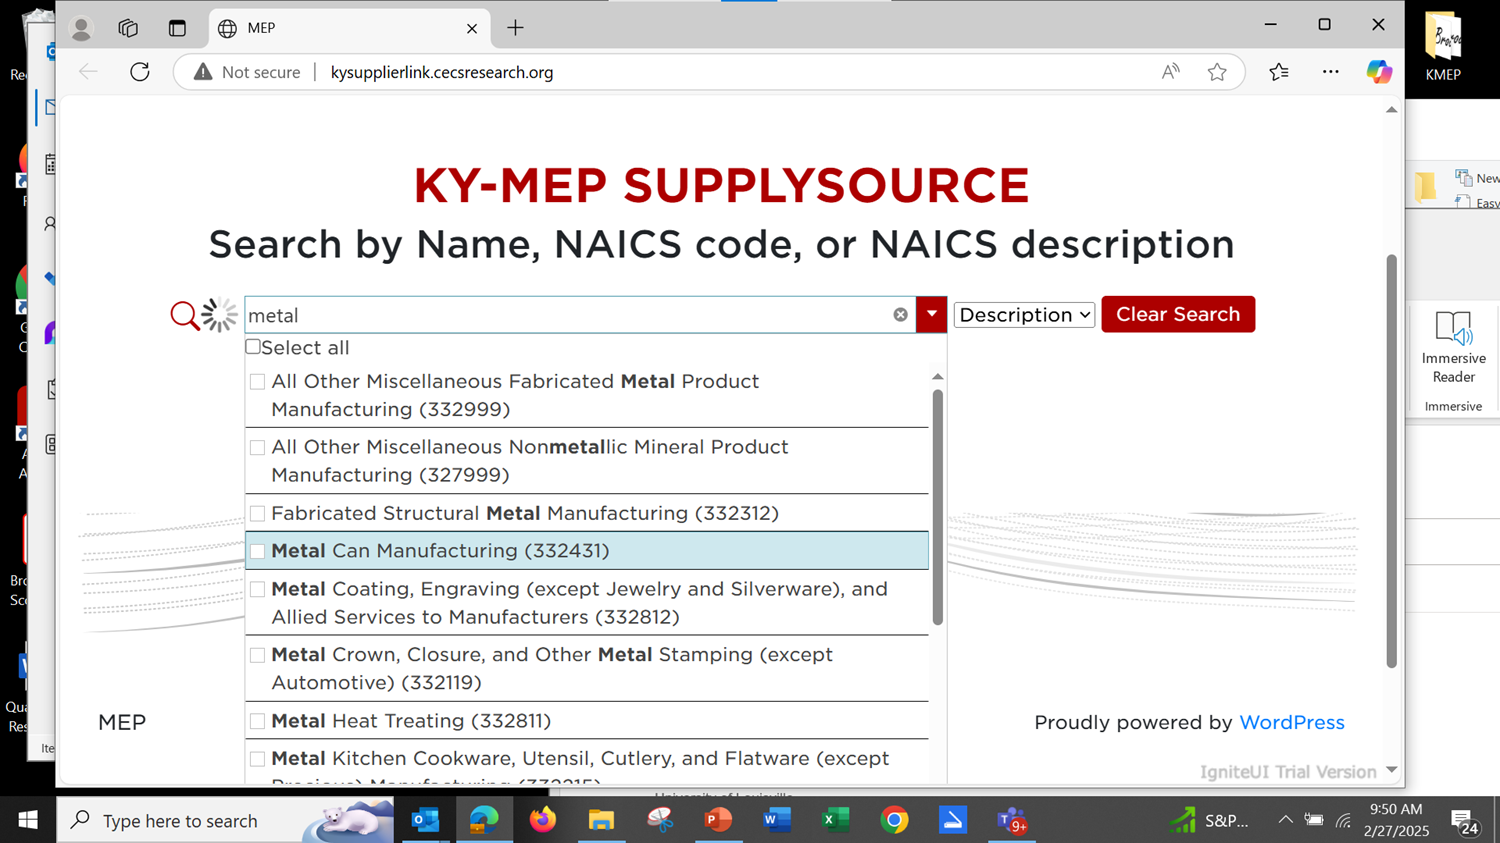 MEP
Not secure
kysupplierlink.cecsresearch.org
KMEP
KY-MEP SUPPLYSOURCE
Search by Name, NAICS code, or NAICS description
metal
Description
Clear Search
Select all
All Other Miscellaneous Fabricated Metal Product
Manufacturing (332999)
All Other Miscellaneous Nonmetallic Mineral Product
Manufacturing (327999)
Fabricated Structural Metal Manufacturing (332312)
Metal Can Manufacturing (332431)
Metal Coating, Engraving (except Jewelry and Silverware), and
Allied Services to Manufacturers (332812)
Metal Crown, Closure, and Other Metal Stamping (except
Automotive) (332119)
Metal Heat Treating (332811)
Metal Kitchen Cookware, Utensil, Cutlery, and Flatware (except
MEP
Proudly powered by WordPress
IgniteUI Trial Version
New
Easy
Immersive
Reader
Immersive
Type here to search
9+
S&P...
9:50 AM
2/27/2025
24